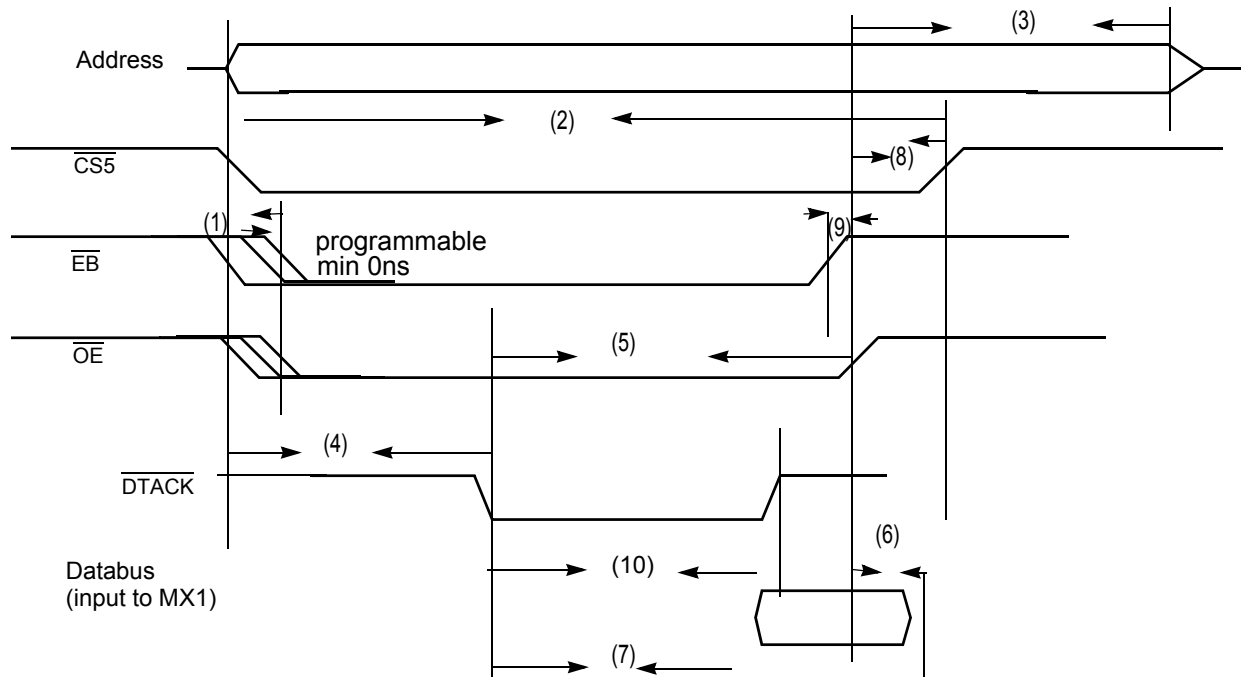 (3)
Address
(2)
CS5
(8)
(1)
(9)
programmable
min 0ns
EB
(5)
OE
(4)
DTACK
(6)
Databus
(input to MX1)
(10)
(7)